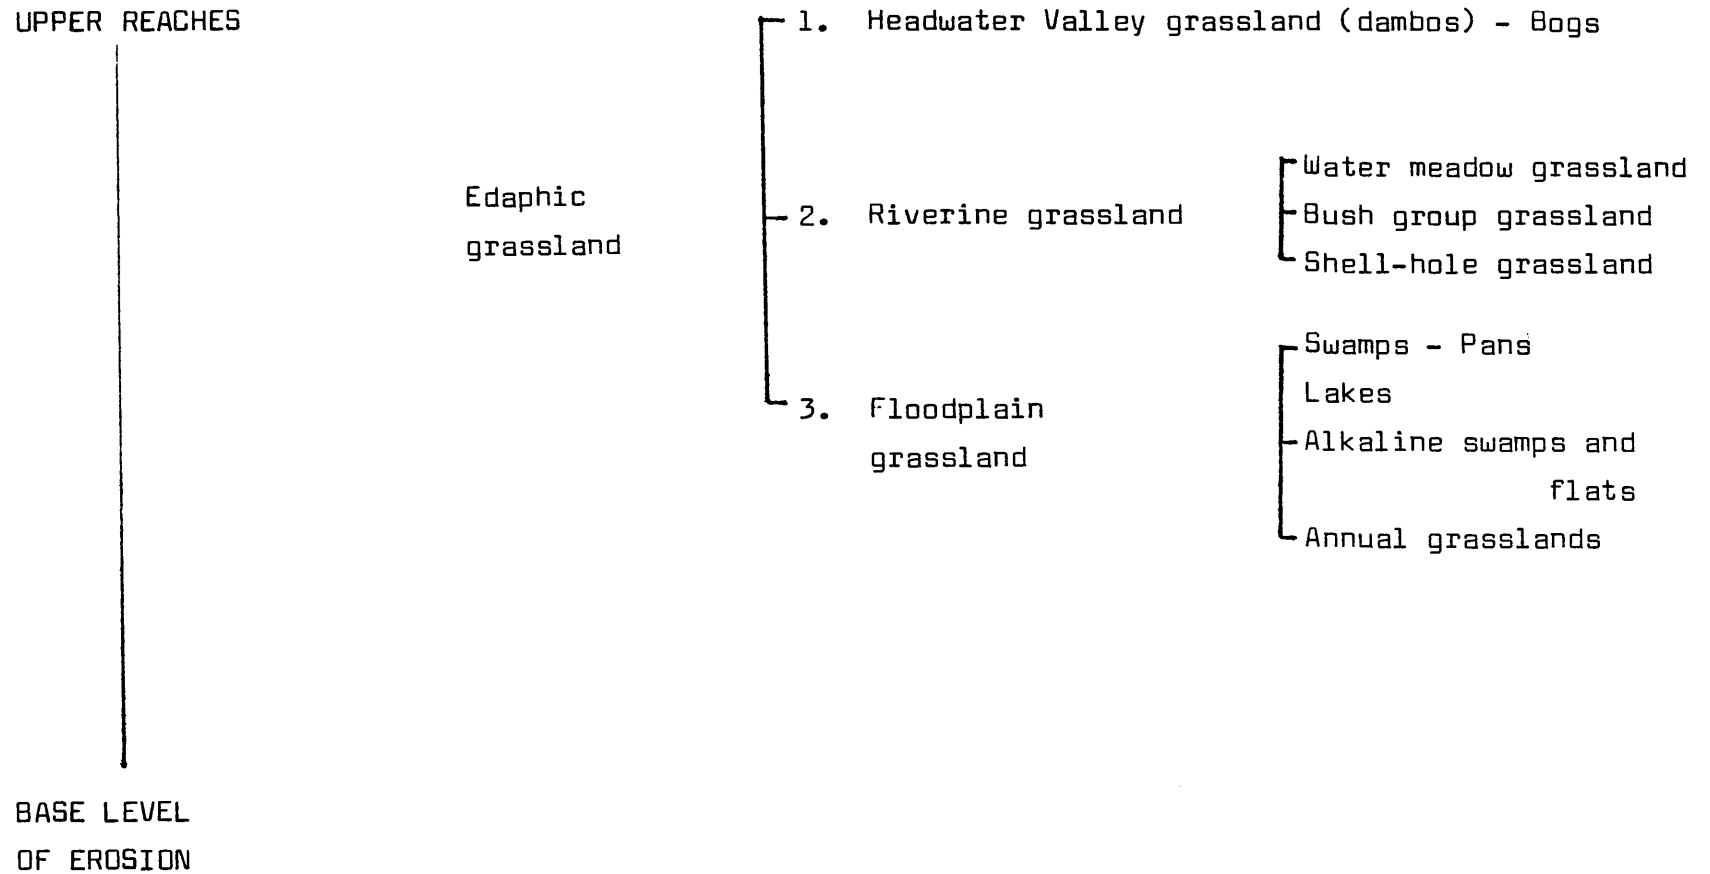 UPPER REACHES
1. Headwater Valley grassland (dambos) - Bogs
Edaphic
grassland
2. Riverine grassland
Water meadow grassland
Bush group grassland
Shell-hole grassland
3. Floodplain
grassland
Swamps - Pans
Lakes
Alkaline swamps and
flats
Annual grasslands
BASE LEVEL
OF EROSION